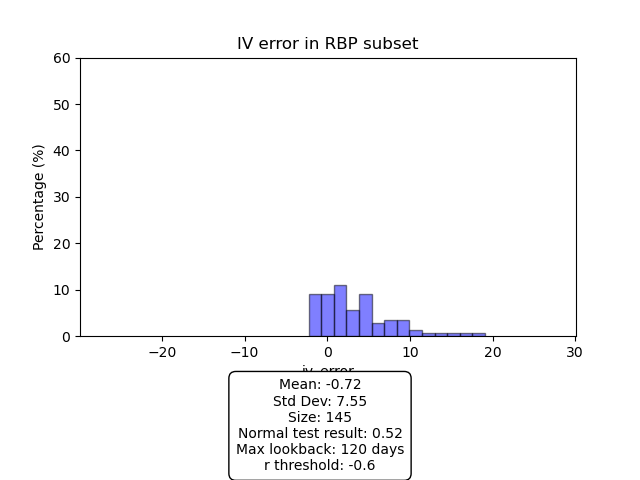 IV error in RBP subset
60
50
40
30
20
10
0
Percentage (%)
−20
−10
0
10
20
30
iv_error
Mean: -0.72
Std Dev: 7.55
Size: 145
Normal test result: 0.52
Max lookback: 120 days
r threshold: -0.6